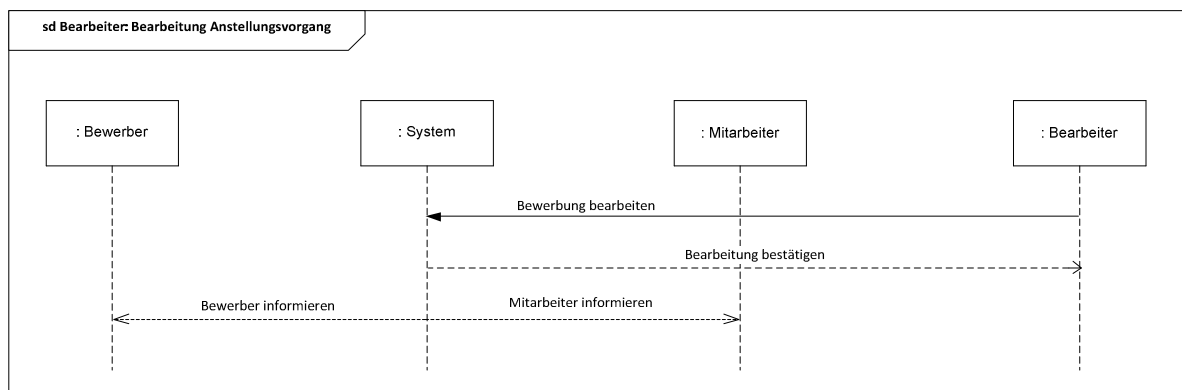 sd Bearbeiter: Bearbeitung Anstellungsvorgang
: Bewerber
: System
: Mitarbeiter
: Bearbeiter
Bewerbung bearbeiten
Bearbeitung bestätigen
Bewerber informieren
Mitarbeiter informieren